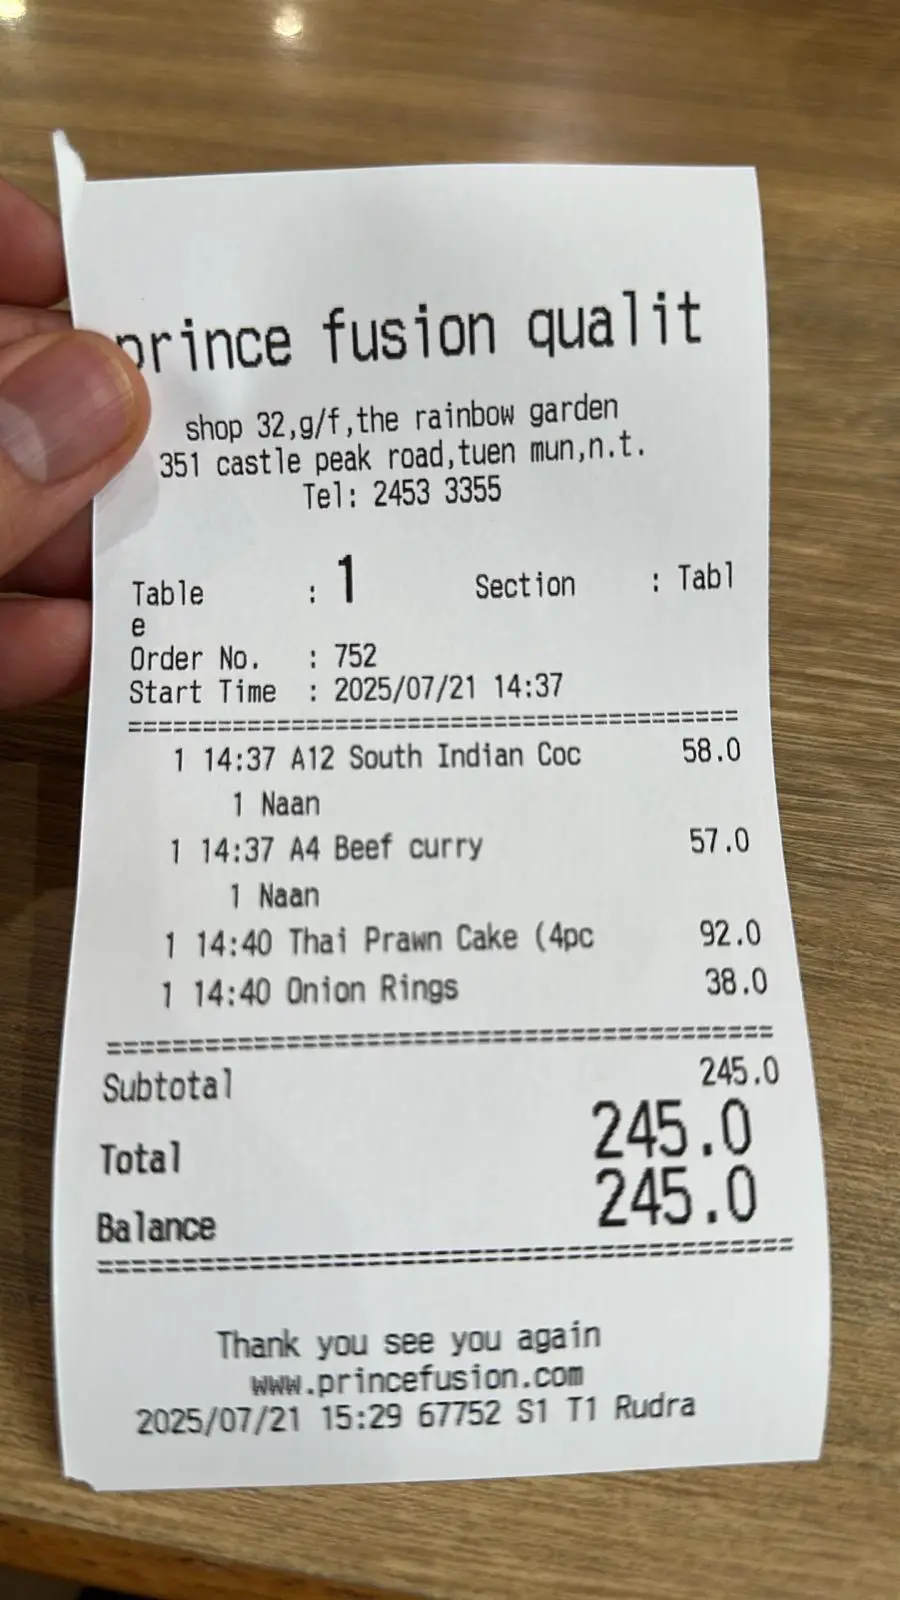 prince fusion qualit
shop 32,g/f,the rainbow garden
351 castle peak road,tuen mun,n.t.
Tel: 2453 3355
Table : 1 Section : Tabl
e
Order No. : 752
Start Time : 2025/07/21 14:37
==========================================
1 14:37 A12 South Indian Coc 58.0
1 Naan
1 14:37 A4 Beef curry 57.0
1 Naan
1 14:40 Thai Prawn Cake (4pc 92.0
1 14:40 Onion Rings 38.0
==========================================
Subtotal 245.0
Total 245.0
Balance 245.0
==========================================
Thank you see you again
www.princefusion.com
2025/07/21 15:29 67752 S1 T1 Rudra